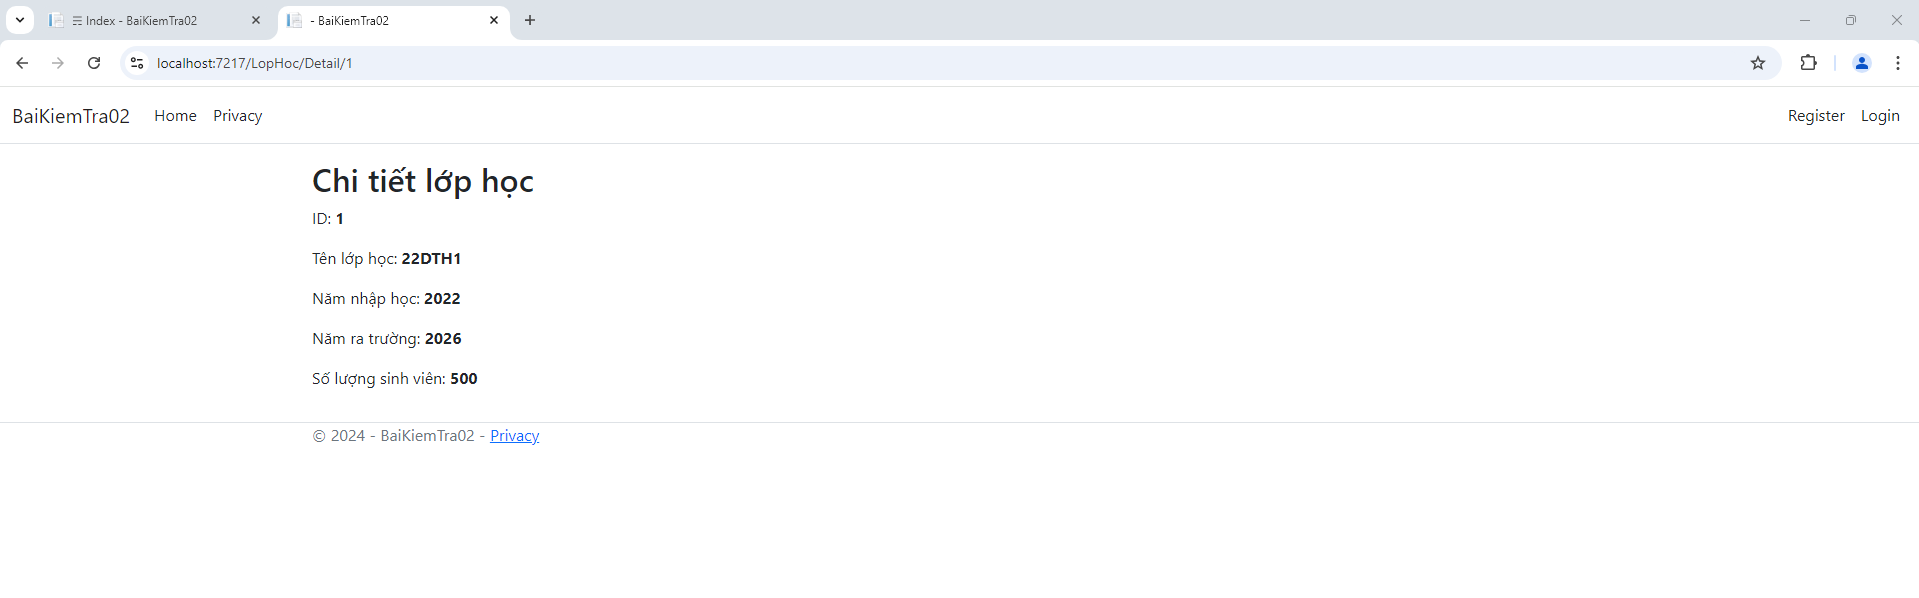 ☴ Index - BaiKiemTra02
- BaiKiemTra02
localhost:7217/LopHoc/Detail/1
BaiKiemTra02 Home Privacy Register Login
Chi tiết lớp học
ID: 1
Tên lớp học: 22DTH1
Năm nhập học: 2022
Năm ra trường: 2026
Số lượng sinh viên: 500
© 2024 - BaiKiemTra02 - Privacy